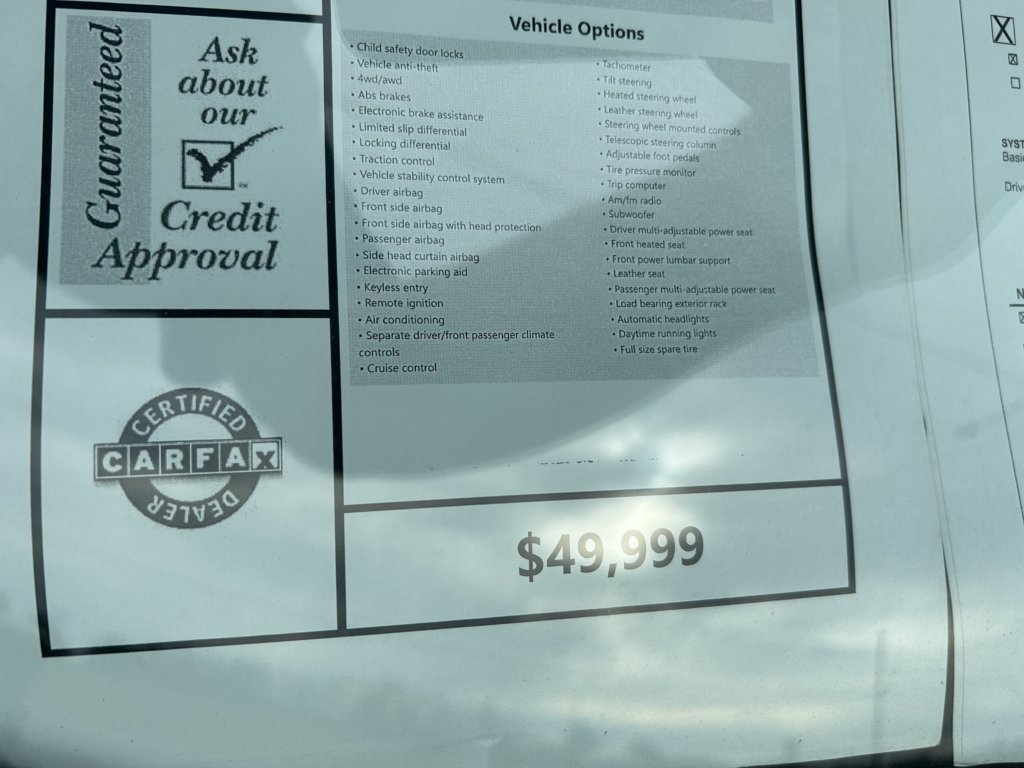 Guaranteed
Ask
about
our
Credit
Approval
CERTIFIED
CARFAX
DEALER
Vehicle Options
• Child safety door locks
• Vehicle anti-theft
• 4wd/awd
• Abs brakes
• Electronic brake assistance
• Limited slip differential
• Locking differential
• Traction control
• Vehicle stability control system
• Driver airbag
• Front side airbag
• Front side airbag with head protection
• Passenger airbag
• Side head curtain airbag
• Electronic parking aid
• Keyless entry
• Remote ignition
• Air conditioning
• Separate driver/front passenger climate
controls
• Cruise control
• Tachometer
• Tilt steering
• Heated steering wheel
• Leather steering wheel
• Steering wheel mounted controls
• Telescopic steering column
• Adjustable foot pedals
• Tire pressure monitor
• Trip computer
• Am/fm radio
• Subwoofer
• Driver multi-adjustable power seat
• Front heated seat
• Front power lumbar support
• Leather seat
• Passenger multi-adjustable power seat
• Load bearing exterior rack
• Automatic headlights
• Daytime running lights
• Full size spare tire
$49,999